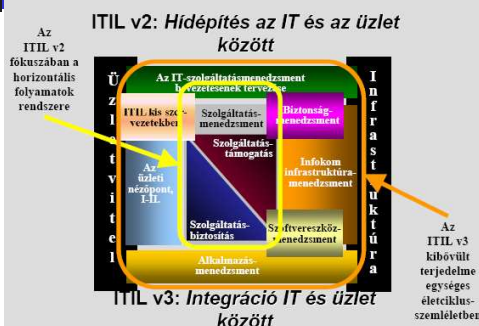 ITIL v2: Hídépítés az IT és az üzlet
között
Az
ITIL v2
fókuszában a
horizontális
folyamatok
rendszere
Üzletvitel
Az IT-szolgáltatásmenedzsment
bevezetésének tervezése
Infrastruktúra
ITIL kis szer-
vezetekben
Szolgáltatás-
menedzsment
Biztonság-
menedzsment
Szolgáltatás-
támogatás
Az
üzleti
nézőpont,
I-IL
Infokom
infrastruktúra-
menedzsment
Szolgáltatás-
biztosítás
Szoftvereszköz-
menedzsment
Alkalmazás-
menedzsment
Az
ITIL v3
kibővült
terjedelme
egységes
életciklus-
szemléletben
ITIL v3: Integráció IT és üzlet
között